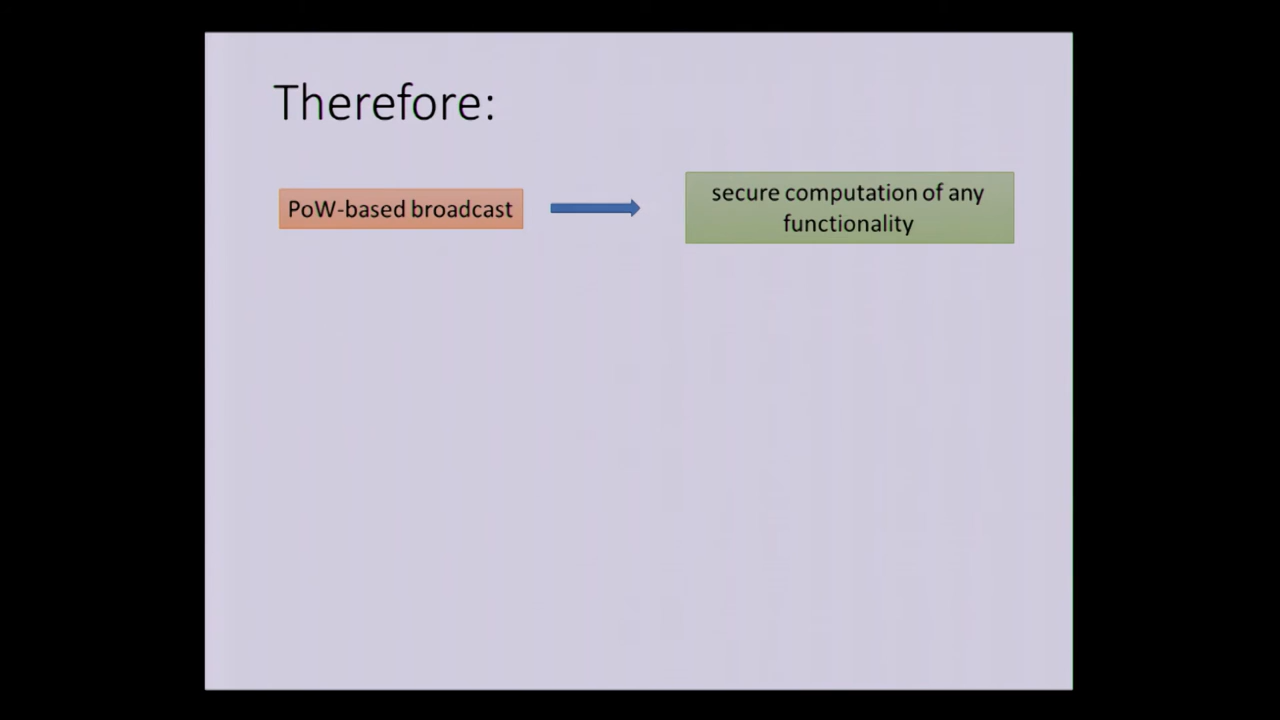 Therefore:
PoW-based broadcast
secure computation of any
functionality